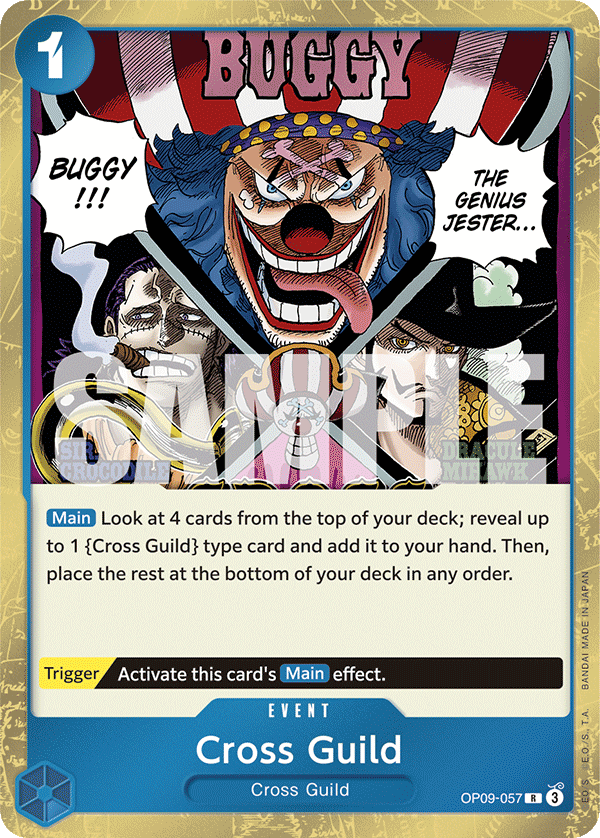 1
BUGGY
BUGGY
!!!
THE
GENIUS
JESTER...
SAMPLE
SIR
CROCODILE
DRACULE
MIHAWK
Main Look at 4 cards from the top of your deck; reveal up
to 1 {Cross Guild} type card and add it to your hand. Then,
place the rest at the bottom of your deck in any order.
Trigger Activate this card's Main effect.
EVENT
Cross Guild
Cross Guild
OP09-057 R 3
BANDAI MADE IN JAPAN